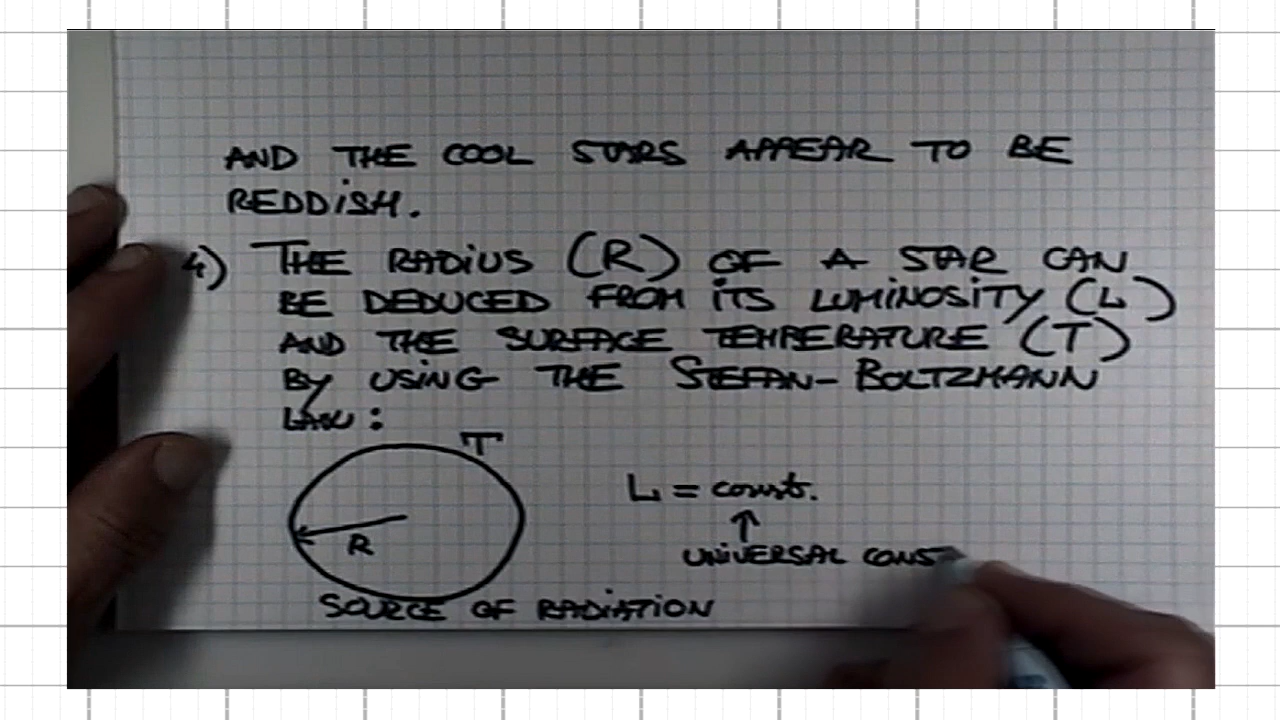 AND THE COOL STARS APPEAR TO BE
REDDISH.
4) THE RADIUS (R) OF A STAR CAN
BE DEDUCED FROM ITS LUMINOSITY (L)
AND THE SURFACE TEMPERATURE (T)
BY USING THE STEFAN-BOLTZMANN
LAW:
T
L = const.
R
UNIVERSAL CONST
SOURCE OF RADIATION